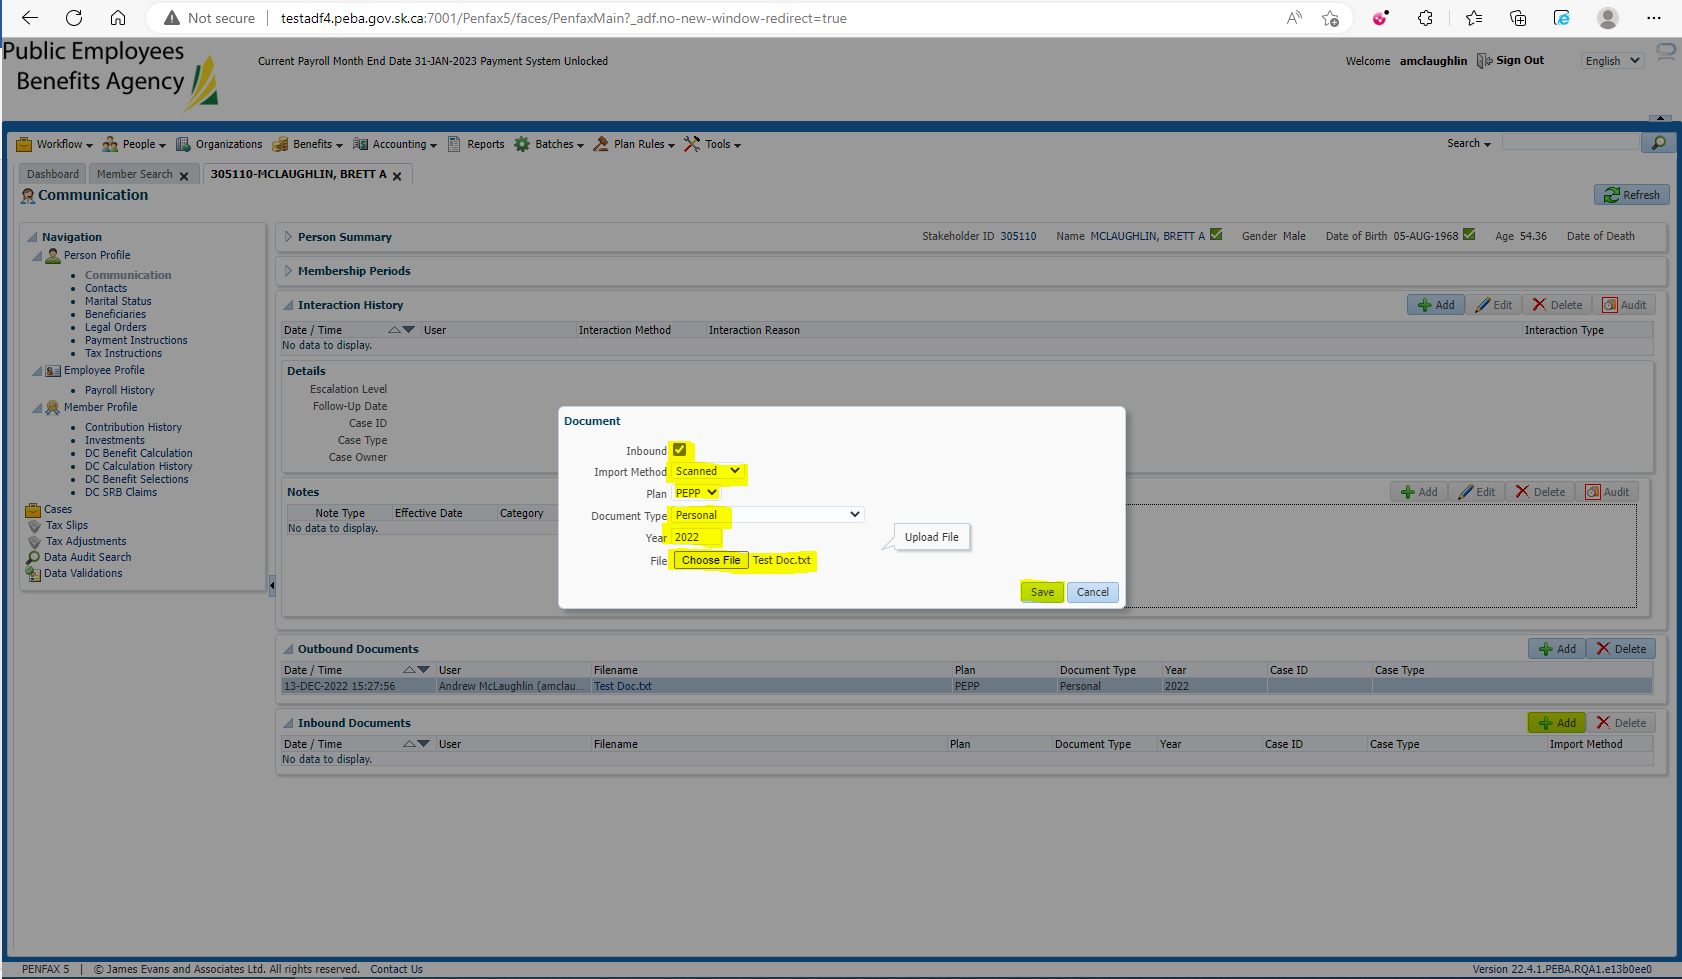 Not secure | testadf4.peba.gov.sk.ca:7001/Penfax5/faces/PenfaxMain?_adf.no-new-window-redirect=true
Public Employees
Benefits Agency
Current Payroll Month End Date 31-JAN-2023 Payment System Unlocked
Welcome amclaughlin Sign Out English
Workflow People Organizations Benefits Accounting Reports Batches Plan Rules Tools Search
Dashboard Member Search 305110-MCLAUGHLIN, BRETT A
Communication
Refresh
Navigation
Person Profile
Communication
Contacts
Marital Status
Beneficiaries
Legal Orders
Payment Instructions
Tax Instructions
Employee Profile
Payroll History
Member Profile
Contribution History
Investments
DC Benefit Calculation
DC Calculation History
DC Benefit Selections
DC SRB Claims
Cases
Tax Slips
Tax Adjustments
Data Audit Search
Data Validations
Person Summary Stakeholder ID 305110 Name MCLAUGHLIN, BRETT A Gender Male Date of Birth 05-AUG-1968 Age 54.36 Date of Death
Membership Periods
Interaction History Add Edit Delete Audit
Date / Time User Interaction Method Interaction Reason Interaction Type
No data to display.
Details
Escalation Level
Follow-Up Date
Case ID
Case Type
Case Owner
Notes Add Edit Delete Audit
Note Type Effective Date Category
No data to display.
Document
Inbound
Import Method Scanned
Plan PEPP
Document Type Personal
Year 2022
File Choose File Test Doc.txt
Upload File
Save Cancel
Outbound Documents Add Delete
Date / Time User Filename Plan Document Type Year Case ID Case Type
13-DEC-2022 15:27:56 Andrew McLaughlin (amclau... Test Doc.txt PEPP Personal 2022
Inbound Documents Add Delete
Date / Time User Filename Plan Document Type Year Case ID Case Type Import Method
No data to display.
PENFAX 5 | © James Evans and Associates Ltd. All rights reserved. Contact Us Version 22.4.1.PEBA.RQA1.e13b0ee0